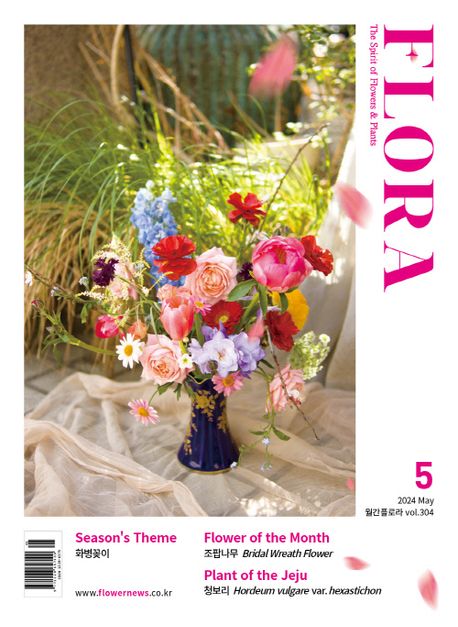 FLORA
The Spirit of Flowers & Plants
5
2024 May
월간플로라 vol.304
Season's Theme
화병꽂이
Flower of the Month
조팝나무 Bridal Wreath Flower
Plant of the Jeju
청보리 Hordeum vulgare var. hexastichon
www.flowernews.co.kr